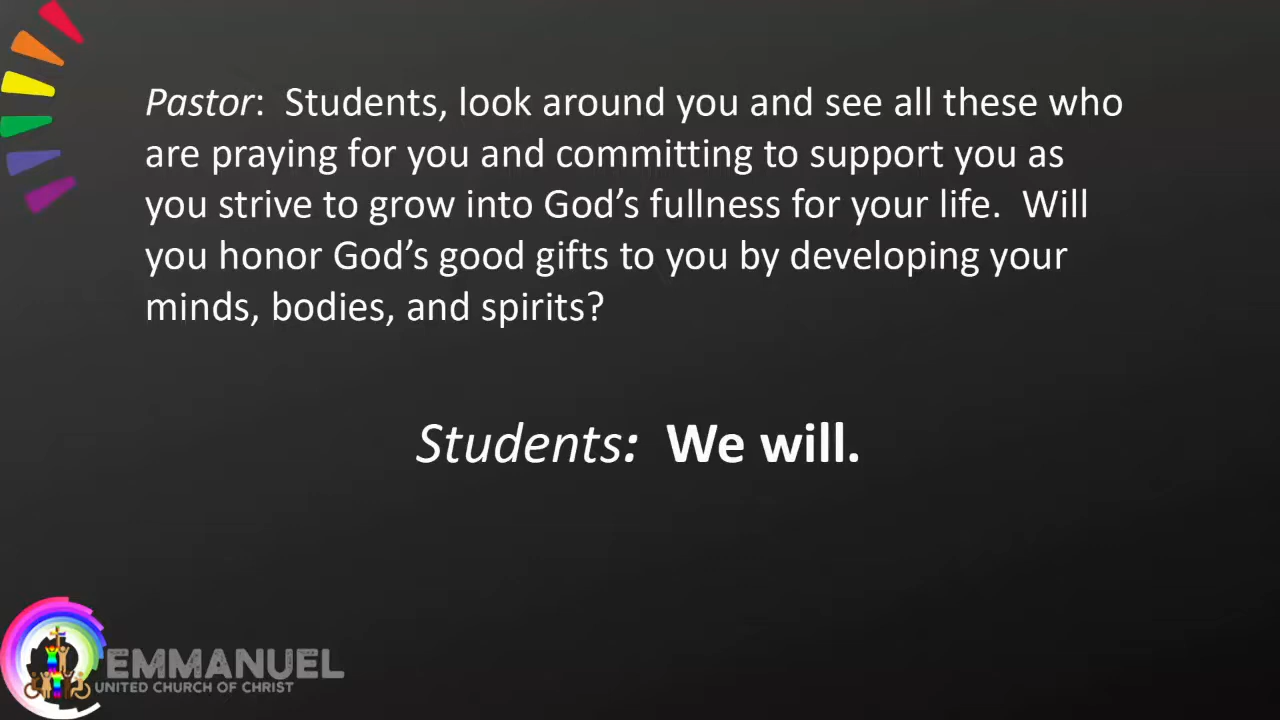 Pastor:  Students, look around you and see all these who
are praying for you and committing to support you as
you strive to grow into God’s fullness for your life.  Will
you honor God’s good gifts to you by developing your
minds, bodies, and spirits?
Students:  We will.
EMMANUEL
UNITED CHURCH OF CHRIST